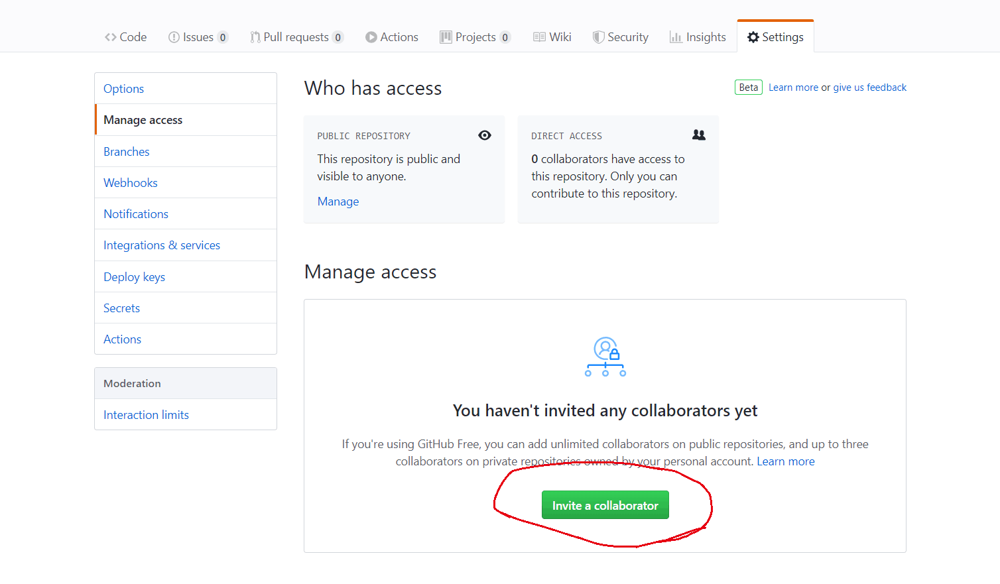 Code Issues 0 Pull requests 0 Actions Projects 0 Wiki Security Insights Settings
Options
Manage access
Branches
Webhooks
Notifications
Integrations & services
Deploy keys
Secrets
Actions
Moderation
Interaction limits
Who has access
Beta Learn more or give us feedback
PUBLIC REPOSITORY
This repository is public and
visible to anyone.
Manage
DIRECT ACCESS
0 collaborators have access to
this repository. Only you can
contribute to this repository.
Manage access
You haven't invited any collaborators yet
If you're using GitHub Free, you can add unlimited collaborators on public repositories, and up to three
collaborators on private repositories owned by your personal account. Learn more
Invite a collaborator